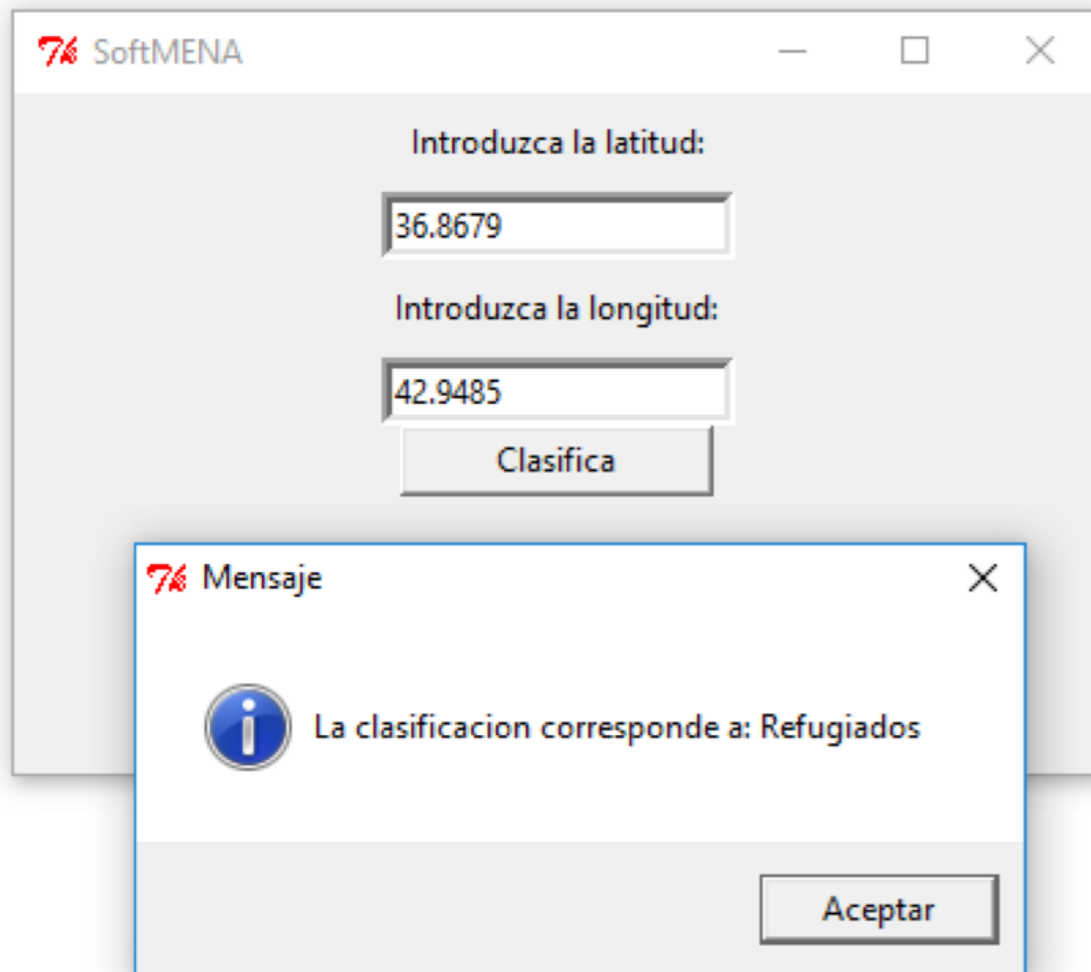 SoftMENA
Introduzca la latitud:
36.8679
Introduzca la longitud:
42.9485
Clasifica
Mensaje
La clasificacion corresponde a: Refugiados
Aceptar